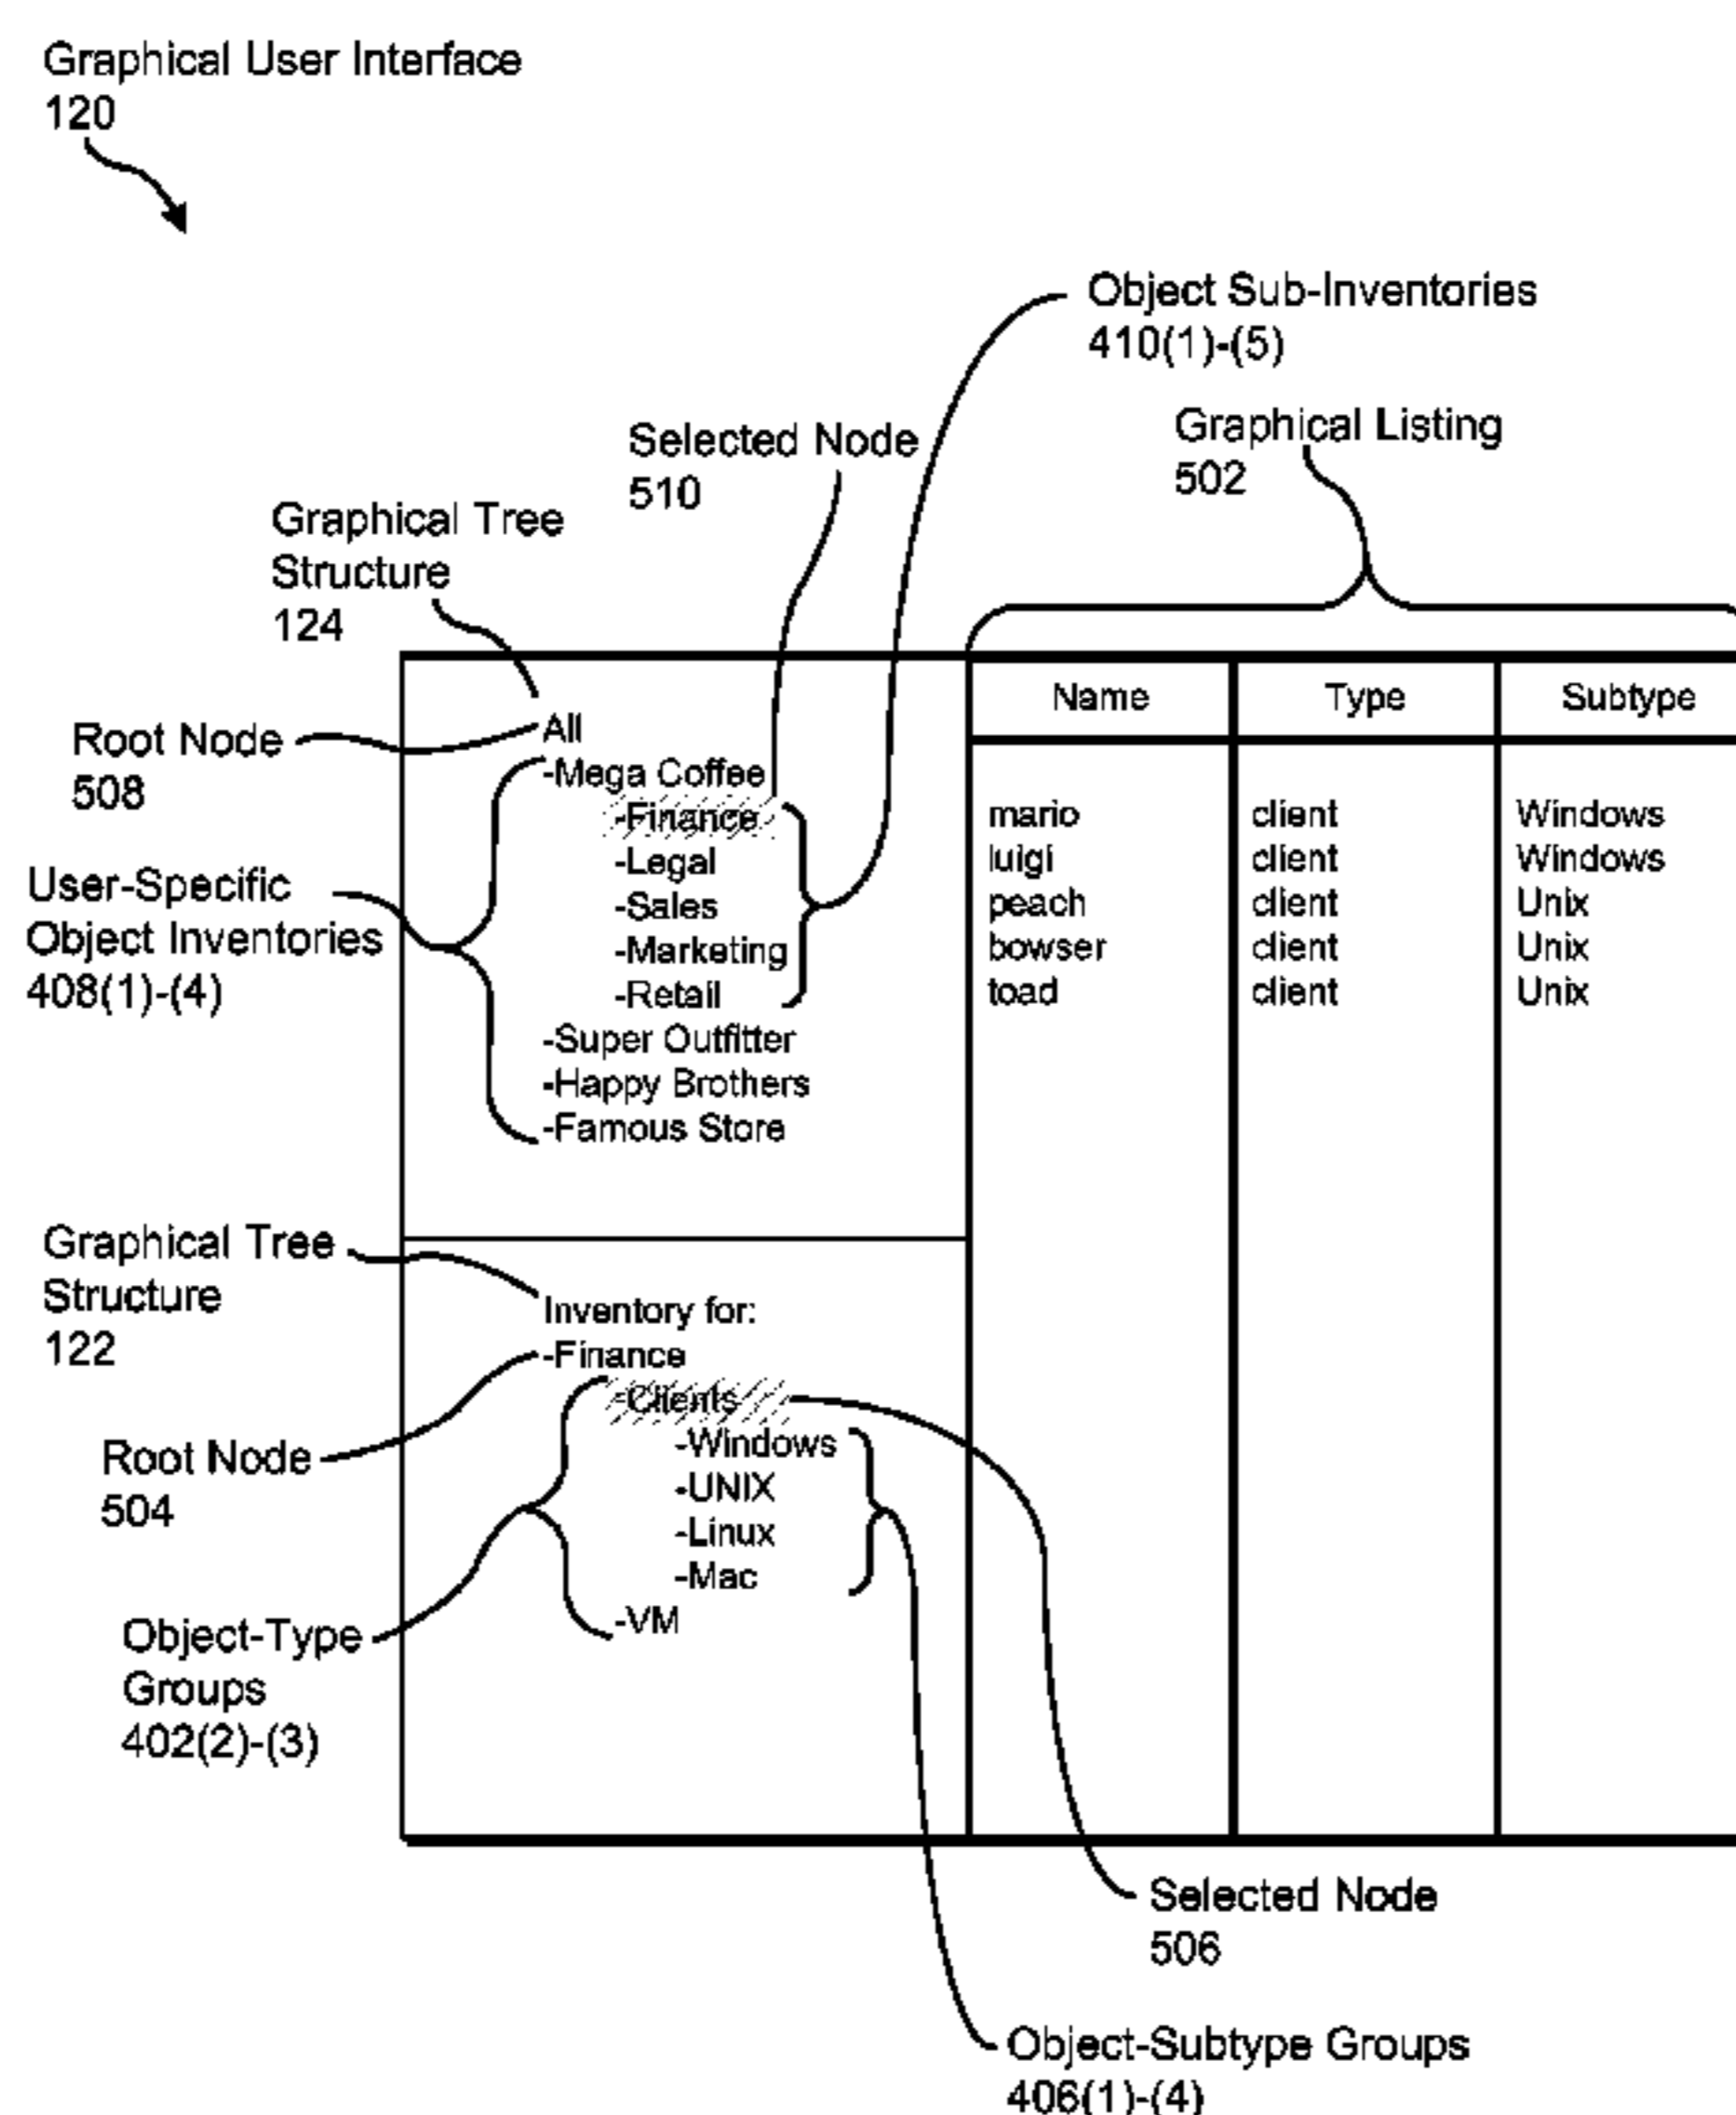 Graphical User Interface
120
Object Sub-Inventories
410(1)-(5)
Graphical Listing
502
Selected Node
510
Graphical Tree
Structure
124
Name Type Subtype
Root Node
508
All
-Mega Coffee
-Finance
-Legal
-Sales
-Marketing
-Retail
-Super Outfitter
-Happy Brothers
-Famous Store
mario client Windows
luigi client Windows
peach client Unix
bowser client Unix
toad client Unix
User-Specific
Object Inventories
408(1)-(4)
Graphical Tree
Structure
122
Inventory for:
-Finance
-Clients
-Windows
-UNIX
-Linux
-Mac
-VM
Root Node
504
Object-Type
Groups
402(2)-(3)
Selected Node
506
Object-Subtype Groups
406(1)-(4)